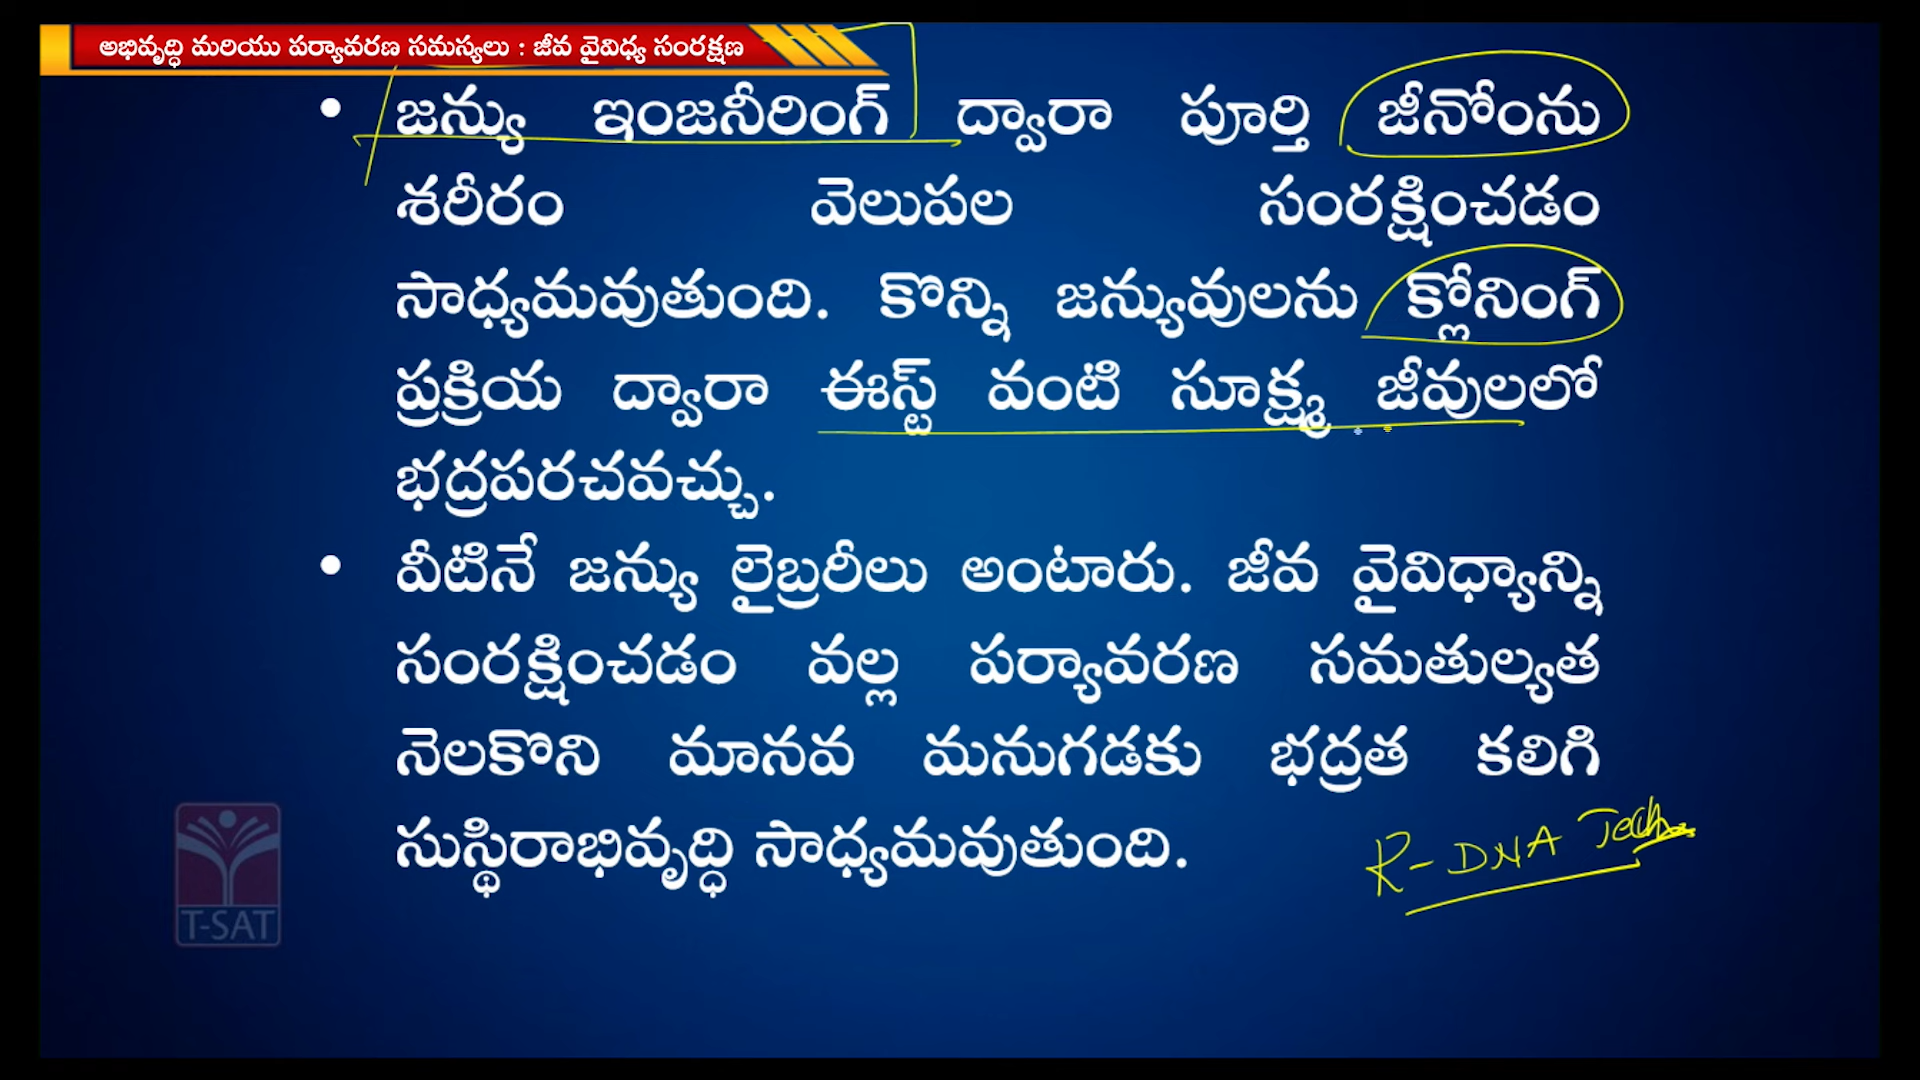 అభివృద్ధి మరియు పర్యావరణ సమస్యలు : జీవ వైవిధ్య సంరక్షణ
• జన్యు ఇంజనీరింగ్ ద్వారా పూర్తి జీనోంను
శరీరం వెలుపల సంరక్షించడం
సాధ్యమవుతుంది. కొన్ని జన్యువులను క్లోనింగ్
ప్రక్రియ ద్వారా ఈస్ట్ వంటి సూక్ష్మ జీవులలో
భద్రపరచవచ్చు.
• వీటినే జన్యు లైబ్రరీలు అంటారు. జీవ వైవిధ్యాన్ని
సంరక్షించడం వల్ల పర్యావరణ సమతుల్యత
నెలకొని మానవ మనుగడకు భద్రత కలిగి
సుస్థిరాభివృద్ధి సాధ్యమవుతుంది.
R-DNA Tech
T-SAT